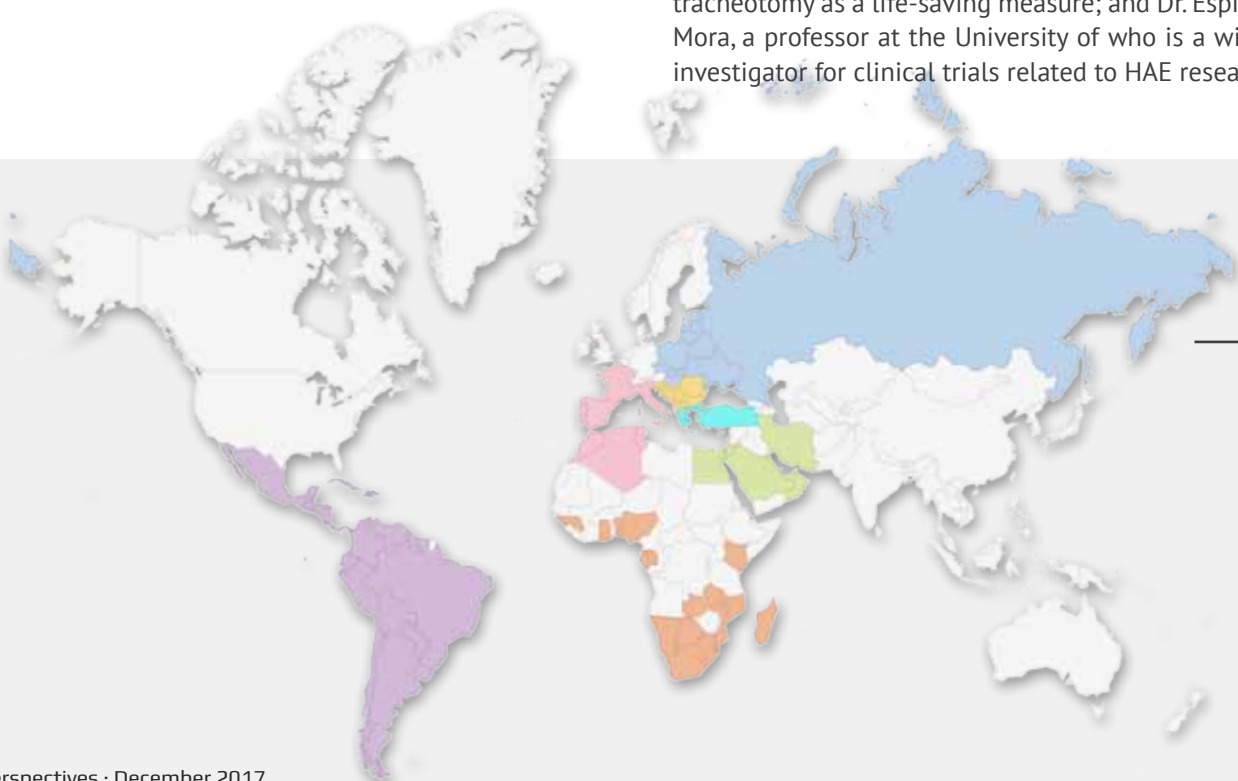 tracheotomy as a life-saving measure; and Dr. Espi
Mora, a professor at the University of who is a wi
investigator for clinical trials related to HAE resea
erspectives · December 2017